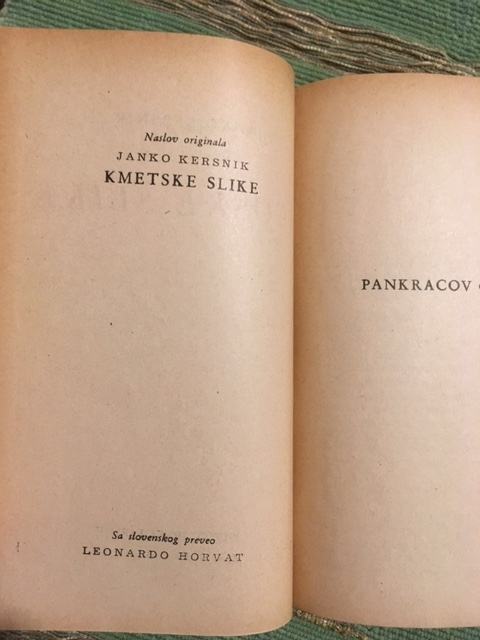 Naslov originala
JANKO KERSNIK
KMETSKE SLIKE
Sa slovenskog preveo
LEONARDO HORVAT
PANKRACOV